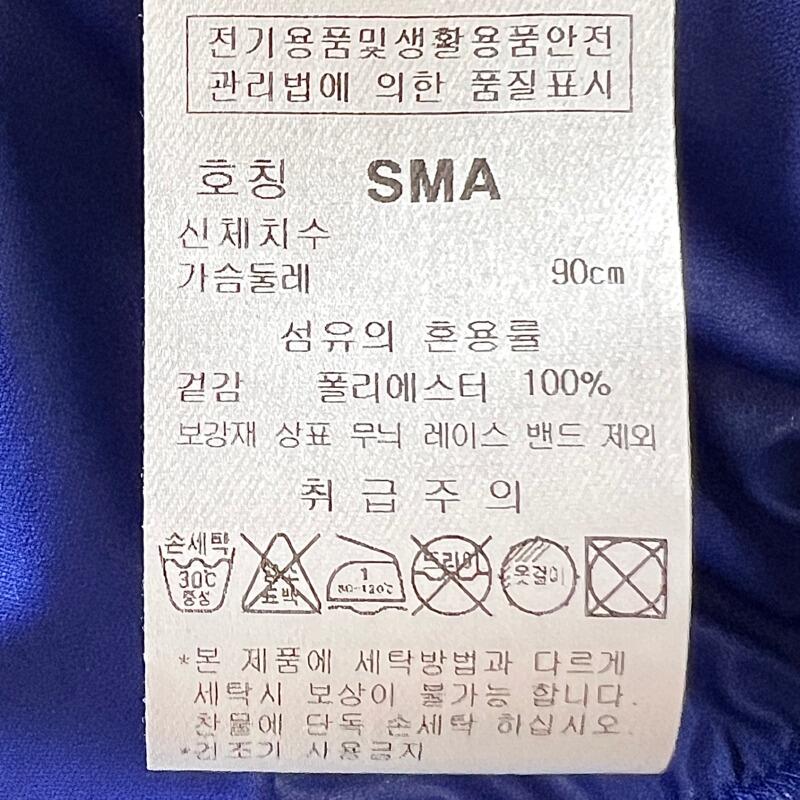 전기용품및생활용품안전
관리법에 의한 품질표시
호칭 SMA
신체치수
가슴둘레 90cm
섬유의 혼용률
겉감 폴리에스터 100%
보강재 상표 무늬 레이스 밴드 제외
취급주의
손세탁 30℃ 중성
염소 표백
1 80~120℃
드라이
옷걸이
*본 제품에 세탁방법과 다르게
세탁시 보상이 불가능 합니다.
찬물에 단독 손세탁 하십시오.
*건조기 사용금지